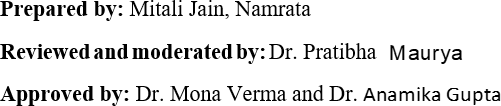 Prepared by: Mitali Jain, Namrata
Reviewed and moderated by: Dr. Pratibha Maurya
Approved by: Dr. Mona Verma and Dr. Anamika Gupta